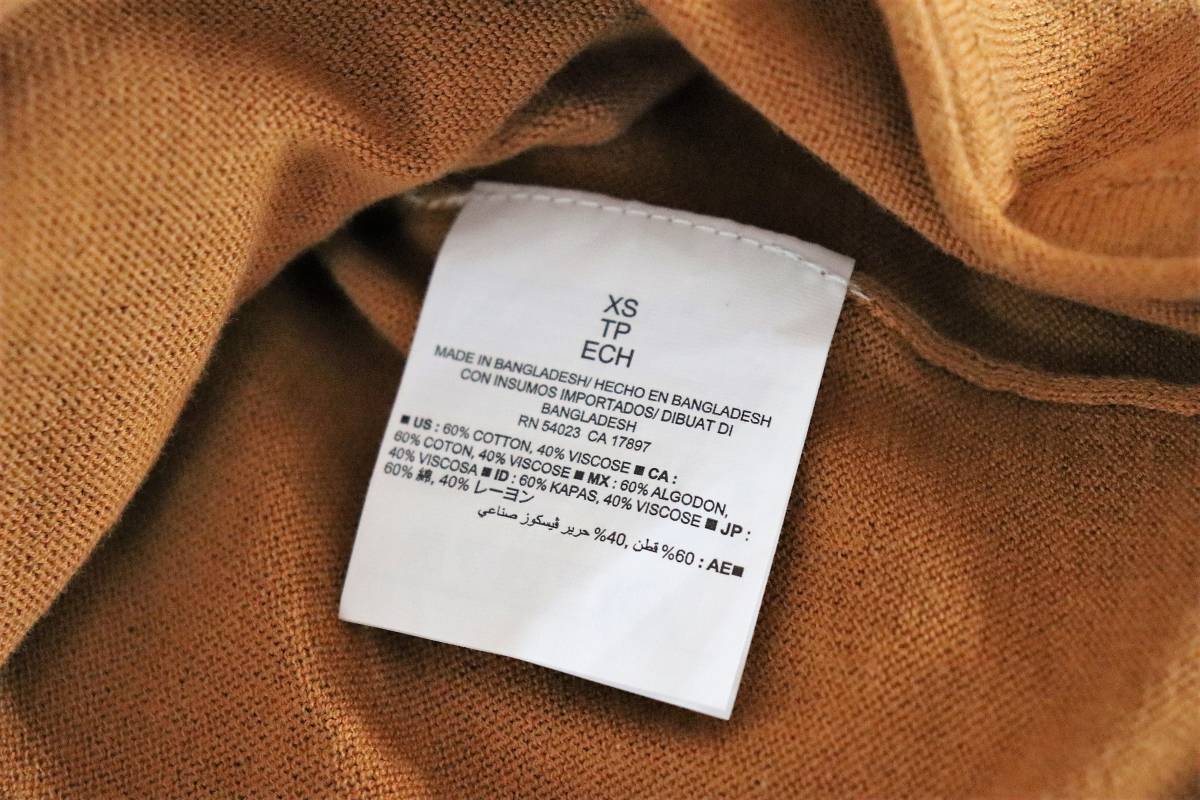 XS
TP
ECH
MADE IN BANGLADESH/ HECHO EN BANGLADESH
CON INSUMOS IMPORTADOS/ DIBUAT DI
BANGLADESH
RN 54023 CA 17897
■ US : 60% COTTON, 40% VISCOSE ■ CA :
60% COTON, 40% VISCOSE ■ MX : 60% ALGODON,
40% VISCOSA ■ ID : 60% KAPAS, 40% VISCOSE ■ JP :
60% 綿, 40% レーヨン
■AE : 60% قطن, 40% حرير ڤيسكوز صناعي